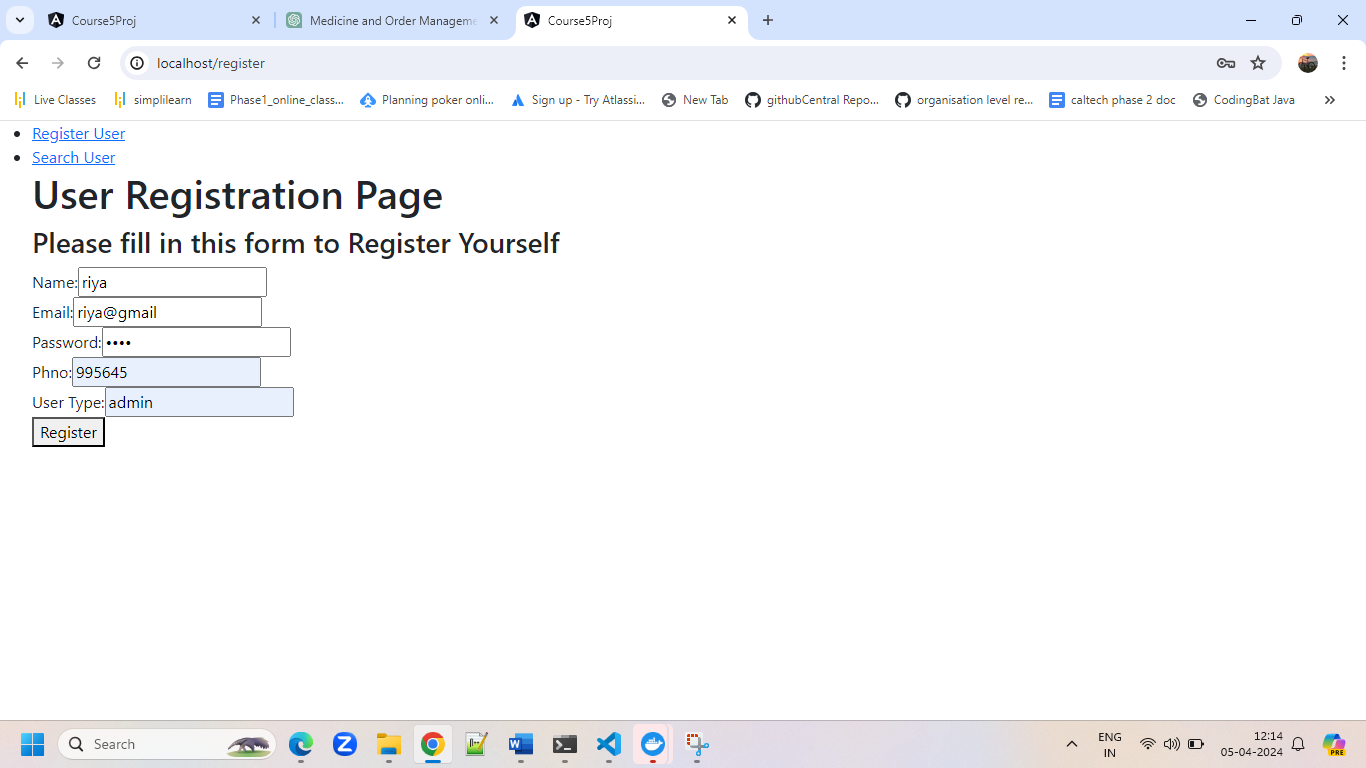 Course5Proj
Medicine and Order Manageme
Course5Proj
localhost/register
Live Classes
simplilearn
Phase1_online_class...
Planning poker onli...
Sign up - Try Atlassi...
New Tab
githubCentral Repo...
organisation level re...
caltech phase 2 doc
CodingBat Java
Register User
Search User
User Registration Page
Please fill in this form to Register Yourself
Name: riya
Email: riya@gmail
Password: ••••
Phno: 995645
User Type: admin
Register
Search
ENG
IN
12:14
05-04-2024
PRE